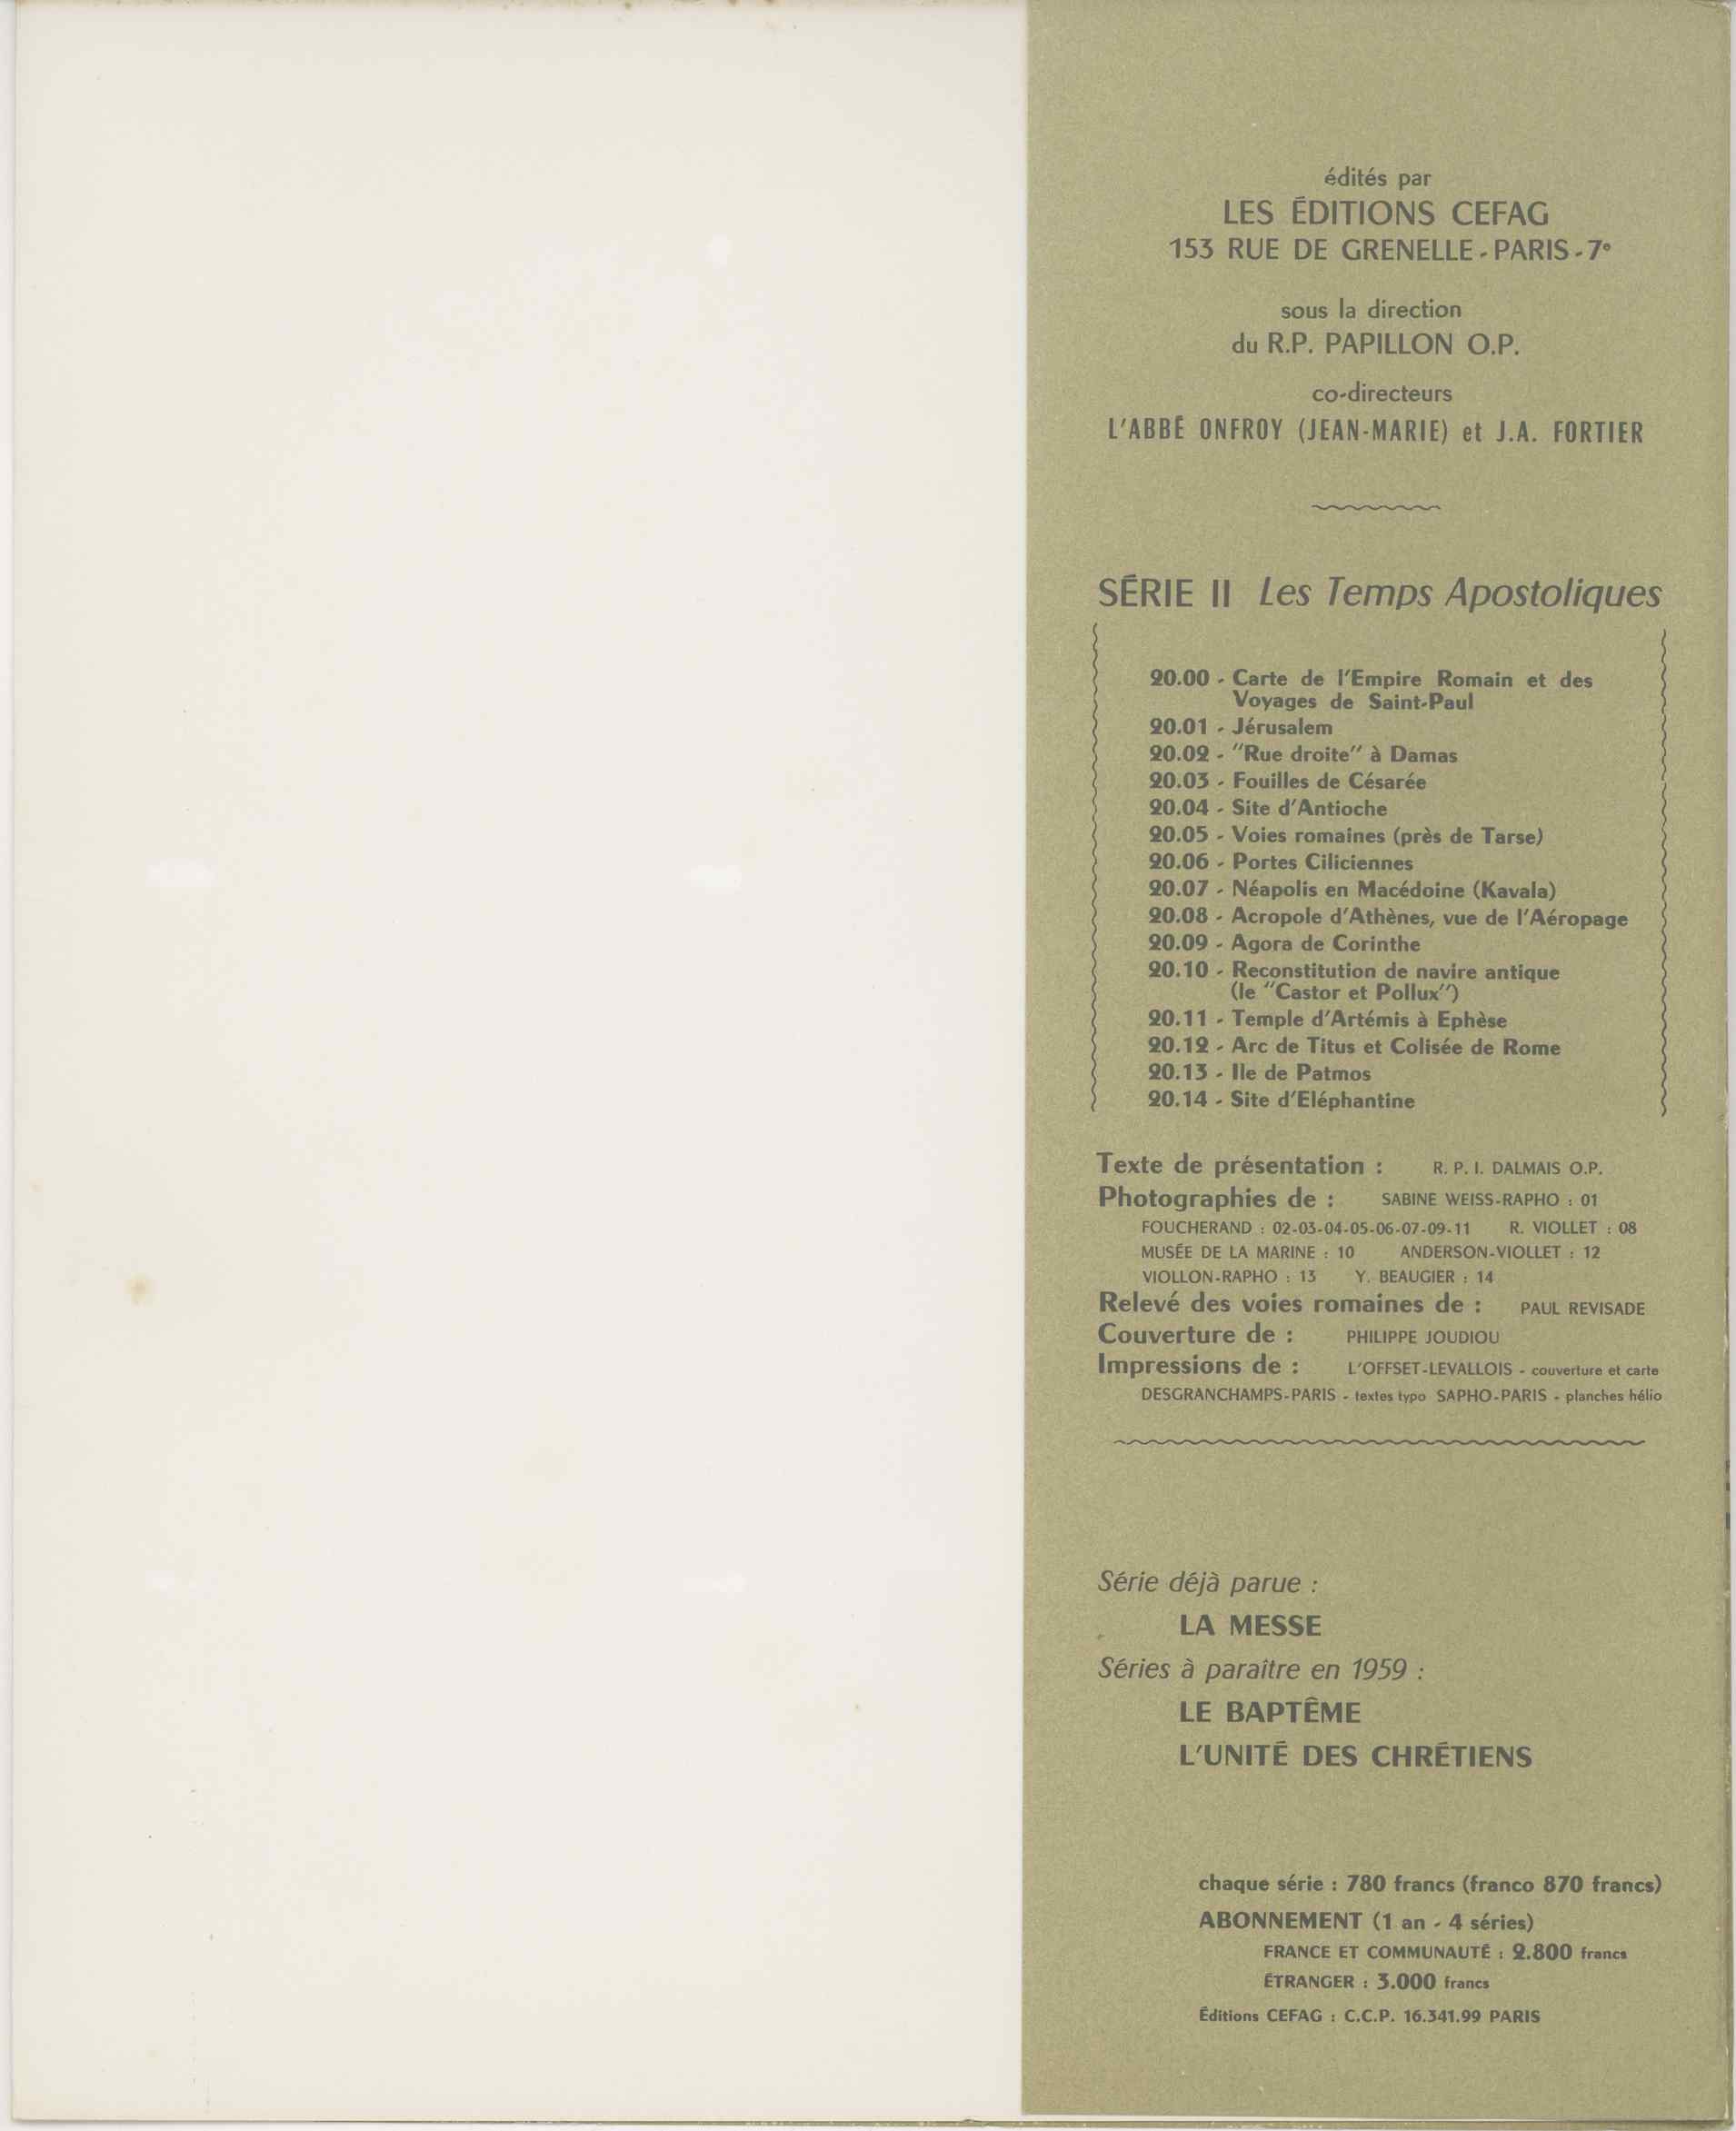 édités par
LES ÉDITIONS CEFAG
153 RUE DE GRENELLE - PARIS - 7e
sous la direction
du R.P. PAPILLON O.P.
co-directeurs
L'ABBÉ ONFROY (JEAN-MARIE) et J.A. FORTIER
SÉRIE II Les Temps Apostoliques
20.00 - Carte de l'Empire Romain et des
Voyages de Saint-Paul
20.01 - Jérusalem
20.02 - "Rue droite" à Damas
20.03 - Fouilles de Césarée
20.04 - Site d'Antioche
20.05 - Voies romaines (près de Tarse)
20.06 - Portes Ciliciennes
20.07 - Néapolis en Macédoine (Kavala)
20.08 - Acropole d'Athènes, vue de l'Aéropage
20.09 - Agora de Corinthe
20.10 - Reconstitution de navire antique
(le "Castor et Pollux")
20.11 - Temple d'Artémis à Ephèse
20.12 - Arc de Titus et Colisée de Rome
20.13 - Ile de Patmos
20.14 - Site d'Eléphantine
Texte de présentation : R. P. I. DALMAIS O.P.
Photographies de : SABINE WEISS-RAPHO : 01
FOUCHERAND : 02-03-04-05-06-07-09-11 R. VIOLLET : 08
MUSÉE DE LA MARINE : 10 ANDERSON-VIOLLET : 12
VIOLLON-RAPHO : 13 Y. BEAUGIER : 14
Relevé des voies romaines de : PAUL REVISADE
Couverture de : PHILIPPE JOUDIOU
Impressions de : L'OFFSET-LEVALLOIS - couverture et carte
DESGRANCHAMPS-PARIS - textes typo SAPHO-PARIS - planches hélio
Série déjà parue :
LA MESSE
Séries à paraître en 1959 :
LE BAPTÊME
L'UNITÉ DES CHRÉTIENS
chaque série : 780 francs (franco 870 francs)
ABONNEMENT (1 an - 4 séries)
FRANCE ET COMMUNAUTÉ : 2.800 francs
ÉTRANGER : 3.000 francs
Éditions CEFAG : C.C.P. 16.341.99 PARIS